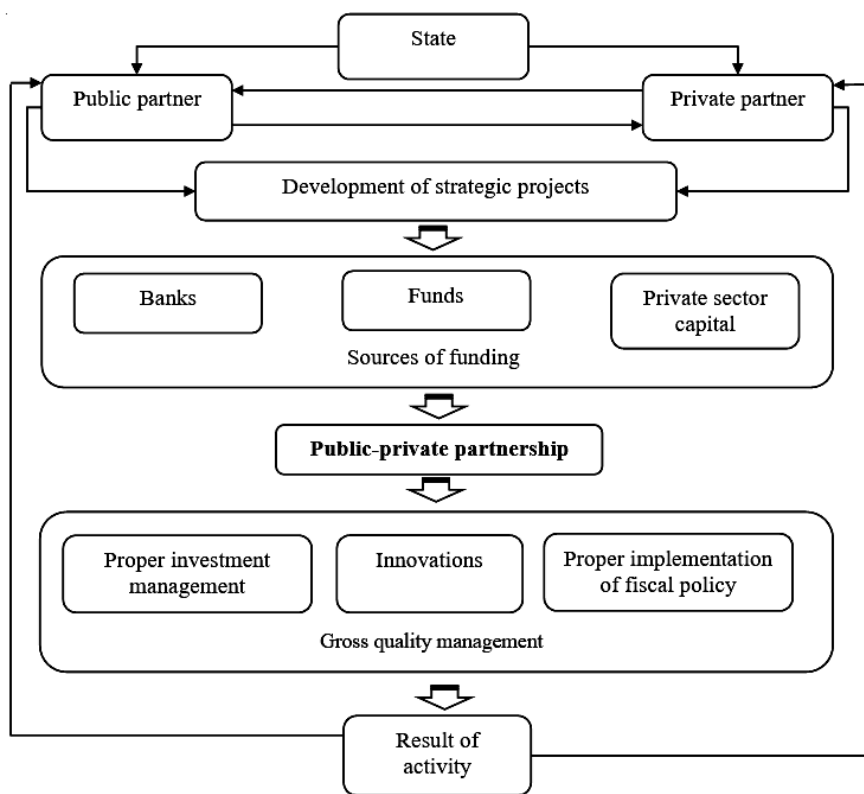 State
Public partner
Private partner
Development of strategic projects
Banks
Funds
Private sector
capital
Sources of funding
Public-private partnership
Proper investment
management
Innovations
Proper implementation
of fiscal policy
Gross quality management
Result of
activity